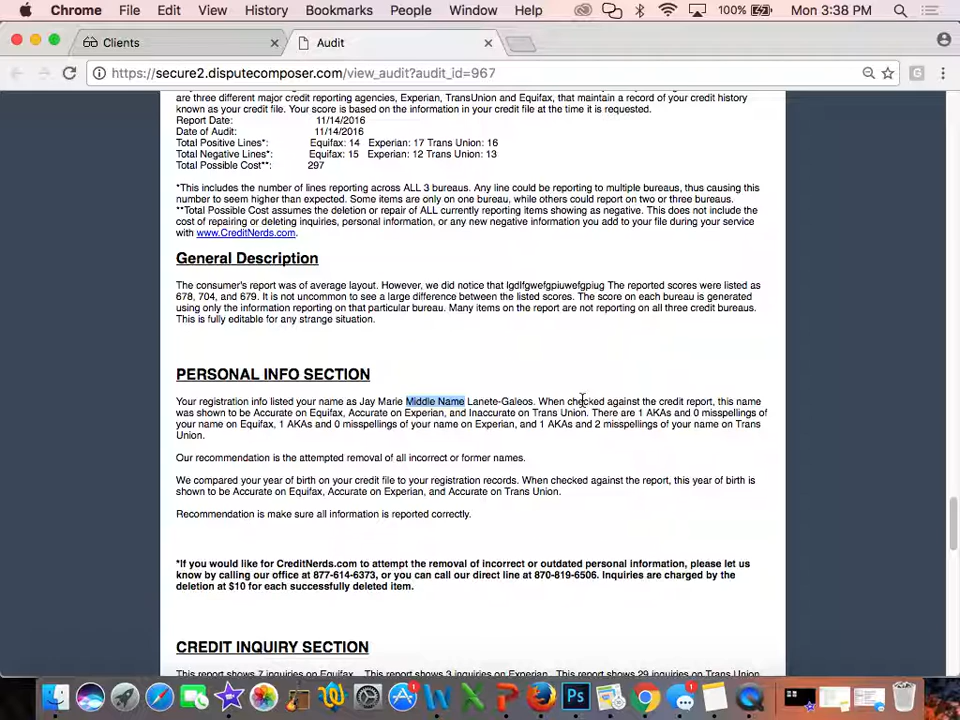 Chrome File Edit View History Bookmarks People Window Help 100% Mon 3:38 PM
Clients Audit
https://secure2.disputecomposer.com/view_audit?audit_id=967
are three different major credit reporting agencies, Experian, TransUnion and Equifax, that maintain a record of your credit history
known as your credit file. Your score is based on the information in your credit file at the time it is requested.
Report Date: 11/14/2016
Date of Audit: 11/14/2016
Total Positive Lines*: Equifax: 14 Experian: 17 Trans Union: 16
Total Negative Lines*: Equifax: 15 Experian: 12 Trans Union: 13
Total Possible Cost**: 297
*This includes the number of lines reporting across ALL 3 bureaus. Any line could be reporting to multiple bureaus, thus causing this
number to seem higher than expected. Some items are only on one bureau, while others could report on two or three bureaus.
**Total Possible Cost assumes the deletion or repair of ALL currently reporting items showing as negative. This does not include the
cost of repairing or deleting inquiries, personal information, or any new negative information you add to your file during your service
with www.CreditNerds.com.
General Description
The consumer's report was of average layout. However, we did notice that lgdlfgwefgpiuwefgpiug The reported scores were listed as
678, 704, and 679. It is not uncommon to see a large difference between the listed scores. The score on each bureau is generated
using only the information reporting on that particular bureau. Many items on the report are not reporting on all three credit bureaus.
This is fully editable for any strange situation.
PERSONAL INFO SECTION
Your registration info listed your name as Jay Marie Middle Name Lanete-Galeos. When checked against the credit report, this name
was shown to be Accurate on Equifax, Accurate on Experian, and Inaccurate on Trans Union. There are 1 AKAs and 0 misspellings of
your name on Equifax, 1 AKAs and 0 misspellings of your name on Experian, and 1 AKAs and 2 misspellings of your name on Trans
Union.
Our recommendation is the attempted removal of all incorrect or former names.
We compared your year of birth on your credit file to your registration records. When checked against the report, this year of birth is
shown to be Accurate on Equifax, Accurate on Experian, and Accurate on Trans Union.
Recommendation is make sure all information is reported correctly.
*If you would like for CreditNerds.com to attempt the removal of incorrect or outdated personal information, please let us
know by calling our office at 877-614-6373, or you can call our direct line at 870-819-6506. Inquiries are charged by the
deletion at $10 for each successfully deleted item.
CREDIT INQUIRY SECTION
This report shows 7 inquiries on Equifax. This report shows 3 inquiries on Experian. This report shows 29 inquiries on Trans Union.